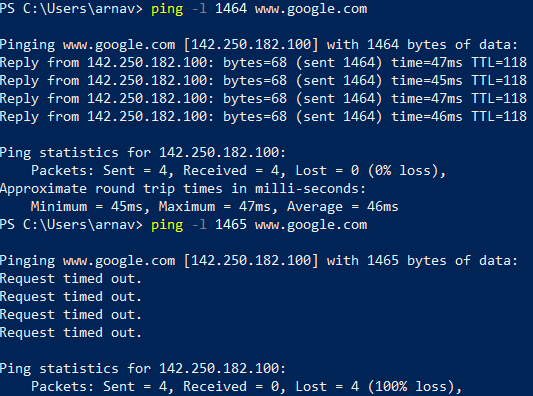 PS C:\Users\arnav> ping -l 1464 www.google.com
Pinging www.google.com [142.250.182.100] with 1464 bytes of data:
Reply from 142.250.182.100: bytes=68 (sent 1464) time=47ms TTL=118
Reply from 142.250.182.100: bytes=68 (sent 1464) time=45ms TTL=118
Reply from 142.250.182.100: bytes=68 (sent 1464) time=47ms TTL=118
Reply from 142.250.182.100: bytes=68 (sent 1464) time=46ms TTL=118
Ping statistics for 142.250.182.100:
Packets: Sent = 4, Received = 4, Lost = 0 (0% loss),
Approximate round trip times in milli-seconds:
Minimum = 45ms, Maximum = 47ms, Average = 46ms
PS C:\Users\arnav> ping -l 1465 www.google.com
Pinging www.google.com [142.250.182.100] with 1465 bytes of data:
Request timed out.
Request timed out.
Request timed out.
Request timed out.
Ping statistics for 142.250.182.100:
Packets: Sent = 4, Received = 0, Lost = 4 (100% loss),